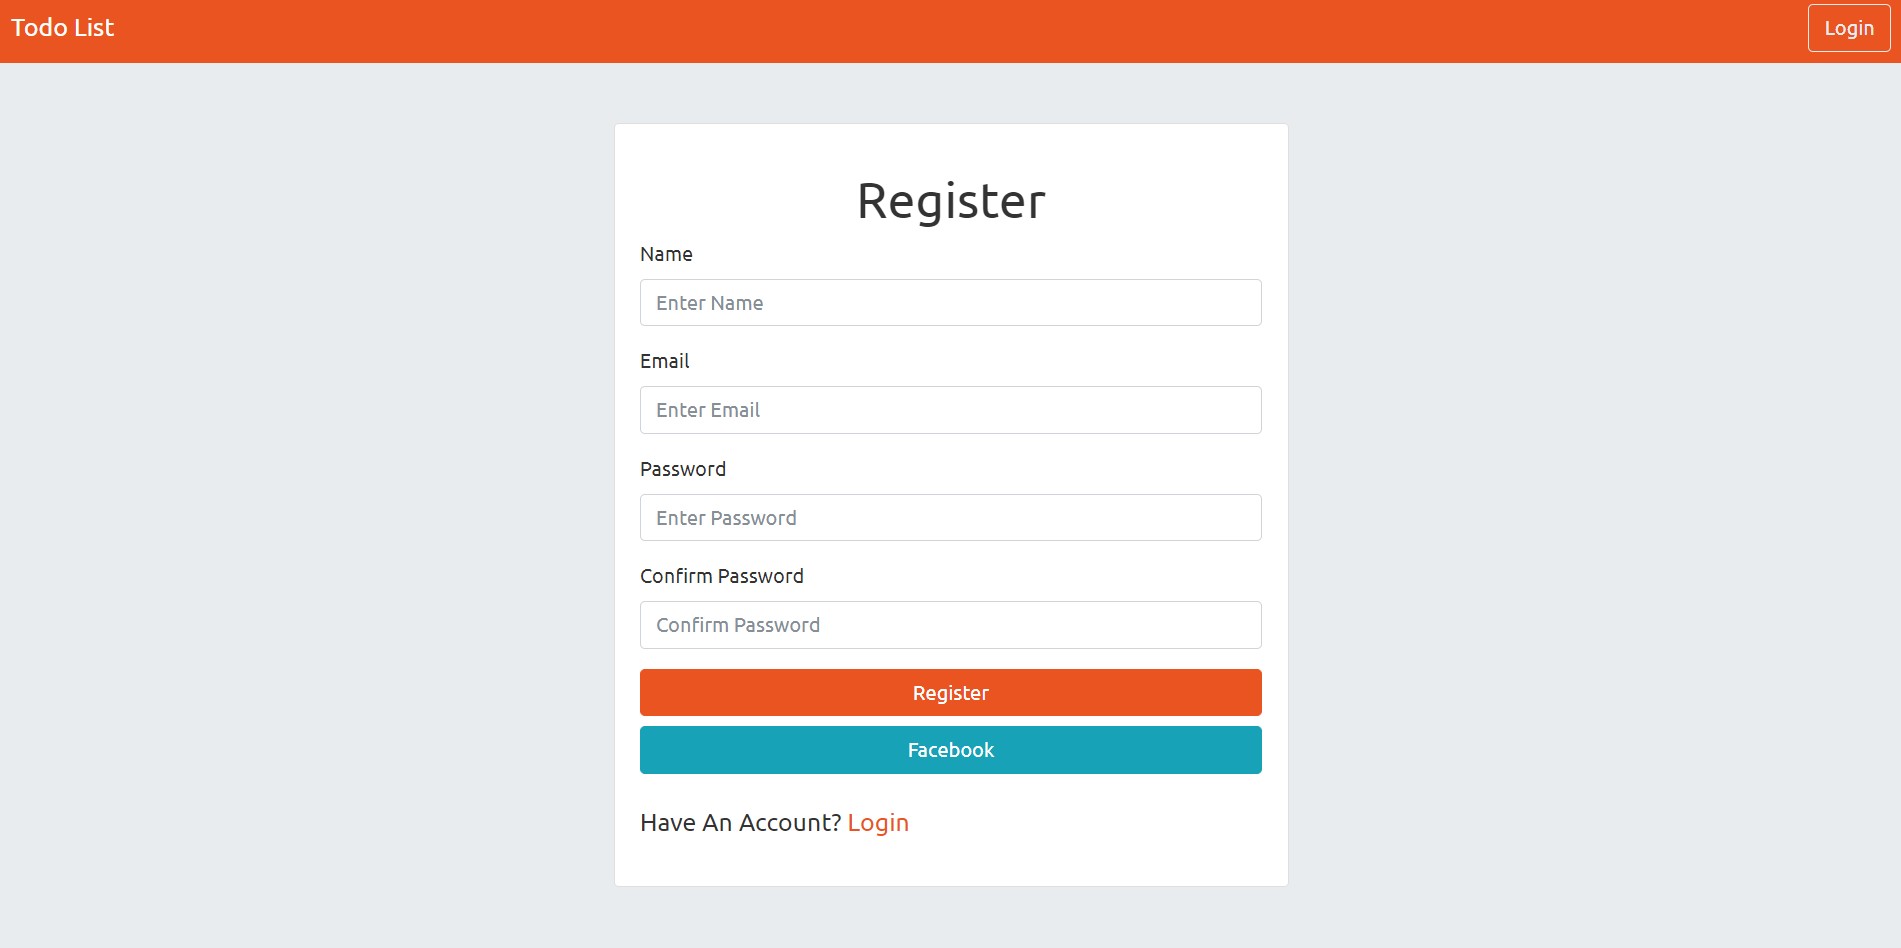 Todo List
Login
Register
Name
Enter Name
Email
Enter Email
Password
Enter Password
Confirm Password
Confirm Password
Register
Facebook
Have An Account? Login